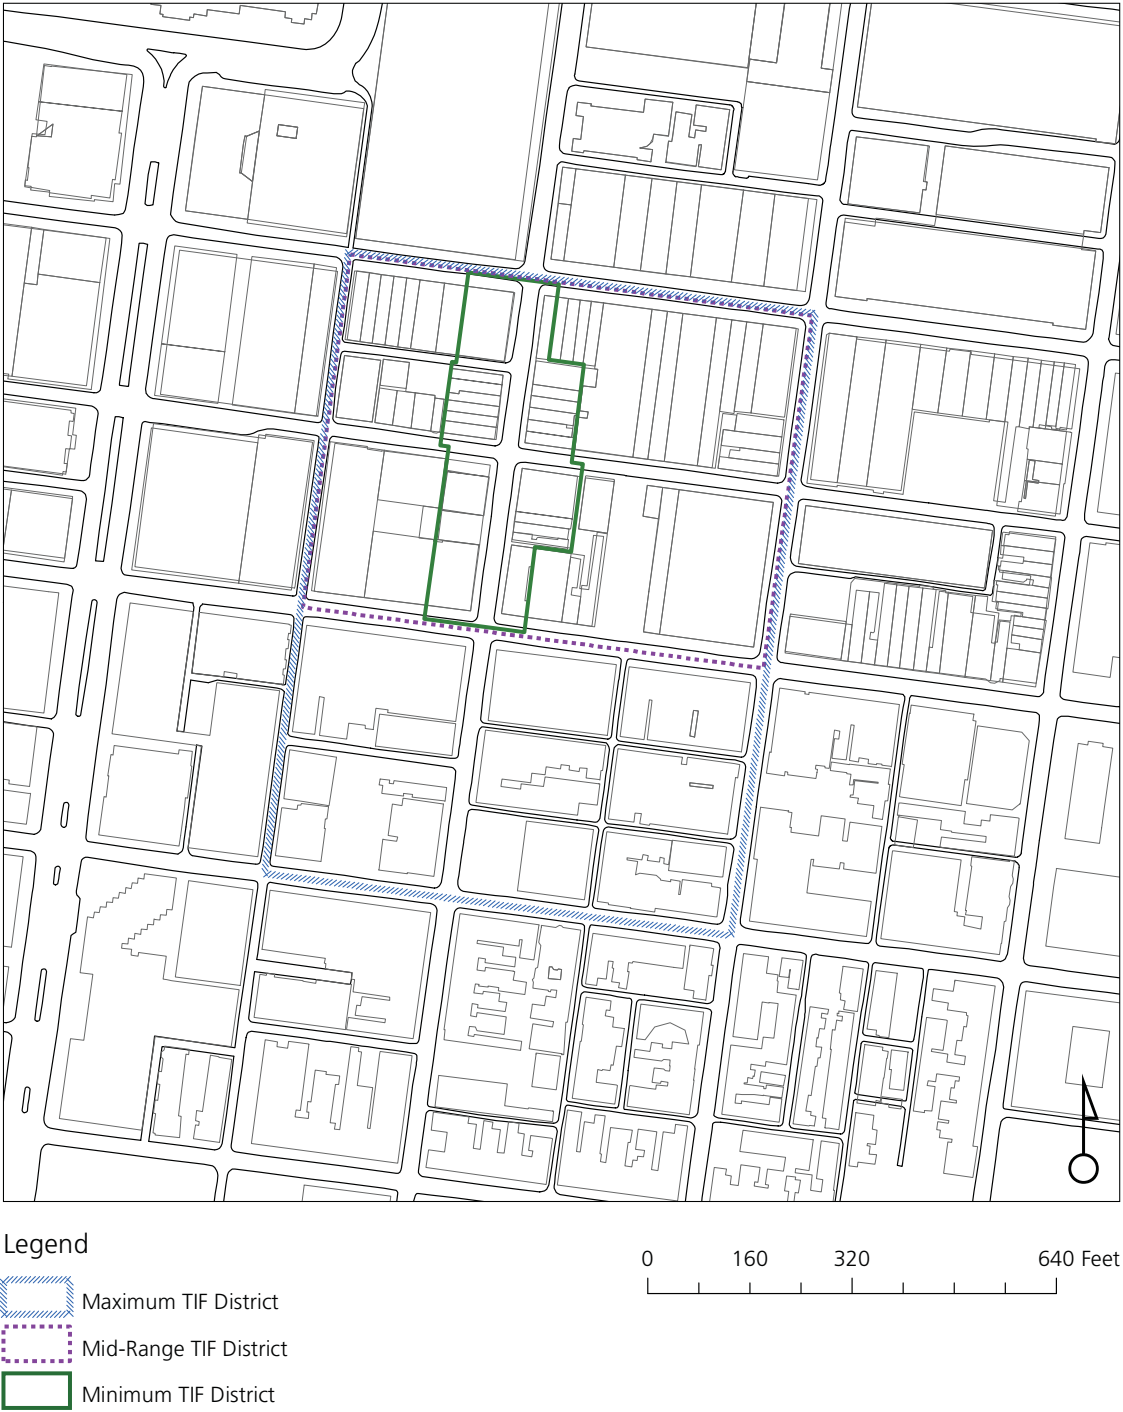 Legend
0 160 320 640 Feet
Maximum TIF District
Mid-Range TIF District
Minimum TIF District